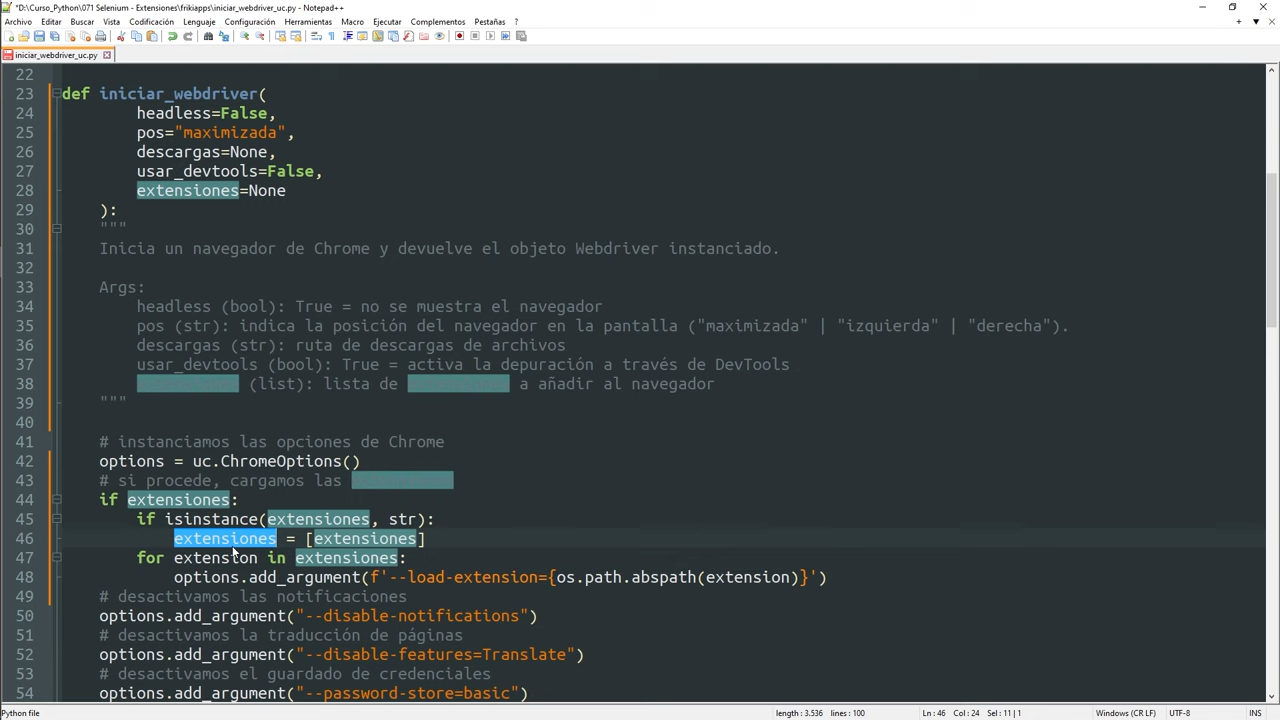 *D:\Curso_Python\071 Selenium - Extensiones\frikiapps\iniciar_webdriver_uc.py - Notepad++
Archivo Editar Buscar Vista Codificación Lenguaje Configuración Herramientas Macro Ejecutar Complementos Pestañas ?
iniciar_webdriver_uc.py
22
23 def iniciar_webdriver(
24 headless=False,
25 pos="maximizada",
26 descargas=None,
27 usar_devtools=False,
28 extensiones=None
29 ):
30 """
31 Inicia un navegador de Chrome y devuelve el objeto Webdriver instanciado.
32
33 Args:
34 headless (bool): True = no se muestra el navegador
35 pos (str): indica la posición del navegador en la pantalla ("maximizada" | "izquierda" | "derecha").
36 descargas (str): ruta de descargas de archivos
37 usar_devtools (bool): True = activa la depuración a través de DevTools
38 (list): lista de a añadir al navegador
39 """
40
41 # instanciamos las opciones de Chrome
42 options = uc.ChromeOptions()
43 # si procede, cargamos las
44 if extensiones:
45 if isinstance(extensiones, str):
46 extensiones = [extensiones]
47 for extension in extensiones:
48 options.add_argument(f'--load-extension={os.path.abspath(extension)}')
49 # desactivamos las notificaciones
50 options.add_argument("--disable-notifications")
51 # desactivamos la traducción de páginas
52 options.add_argument("--disable-features=Translate")
53 # desactivamos el guardado de credenciales
54 options.add_argument("--password-store=basic")
Python file length : 3.536 lines : 100 Ln : 46 Col : 24 Sel : 11 | 1 Windows (CR LF) UTF-8 INS